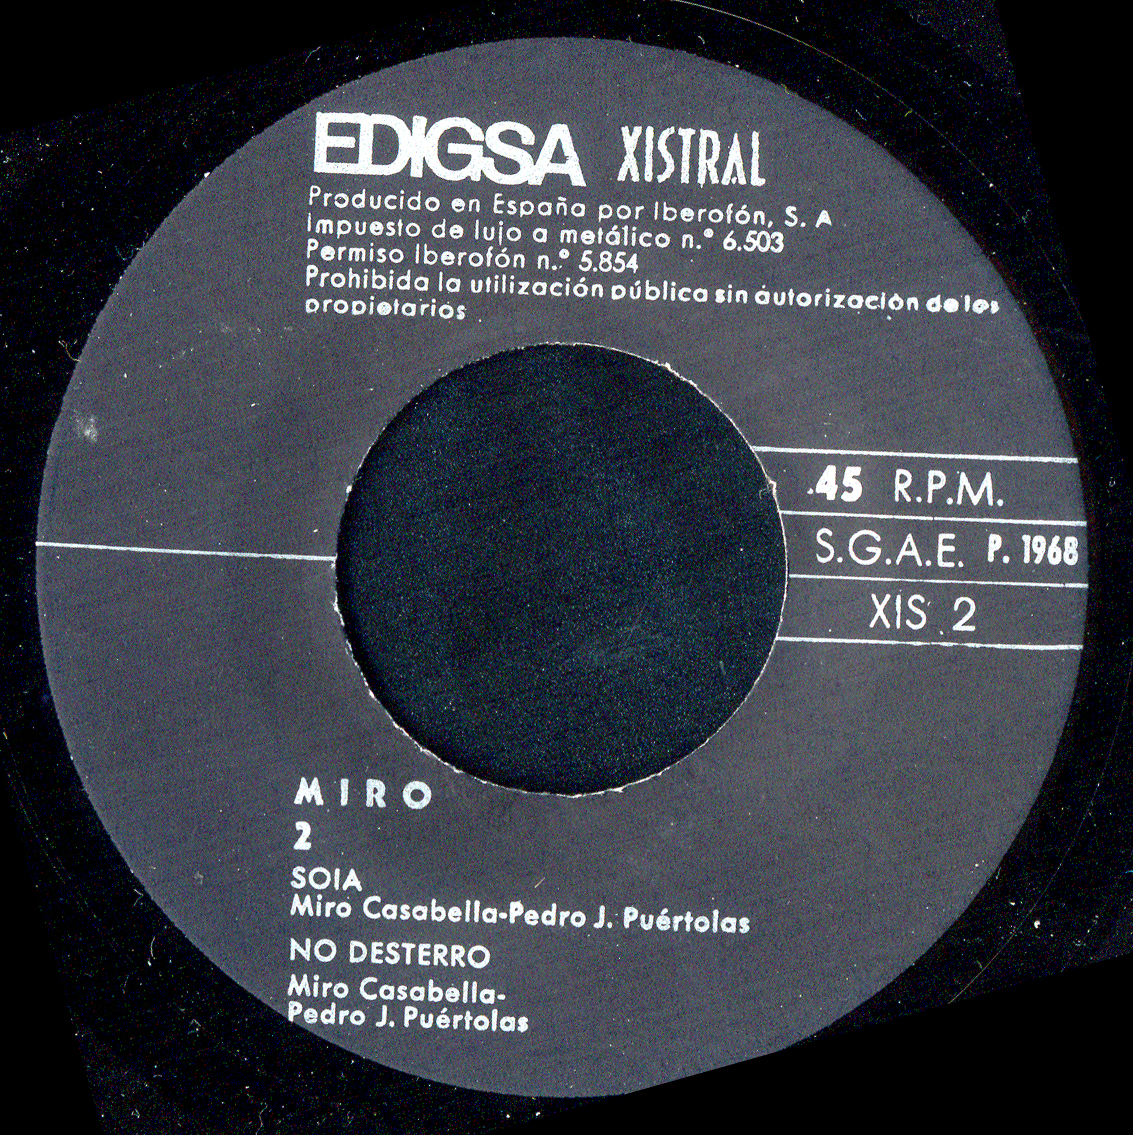 EDIGSA XISTRAL
Producido en España por Iberofón, S. A
Impuesto de lujo a metálico n.º 6.503
Permiso Iberofón n.º 5.854
Prohibida la utilización pública sin autorización de los
propietarios
.45 R.P.M.
S.G.A.E. P. 1968
XIS 2
MIRO
2
SOIA
Miro Casabella-Pedro J. Puértolas
NO DESTERRO
Miro Casabella-
Pedro J. Puértolas